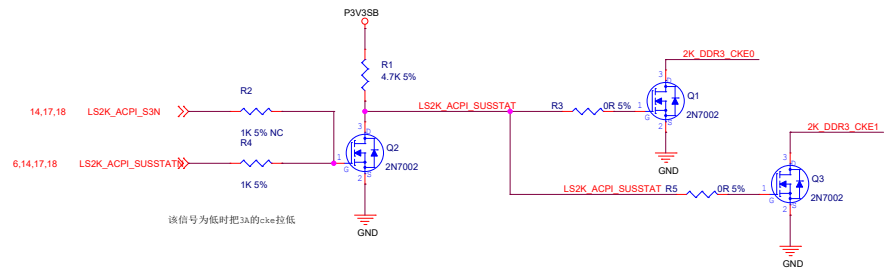 P3V3SB
R1
4.7K 5%
R2
14,17,18 LS2K_ACPI_S3N
1K 5% NC
R4
6,14,17,18 LS2K_ACPI_SUSSTATN
1K 5%
3
D
1
G
2
S
Q2
2N7002
GND
该信号为低时把3A的cke拉低
LS2K_ACPI_SUSSTAT
R3
0R 5%
2K_DDR3_CKE0
3
D
1
G
2
S
Q1
2N7002
GND
LS2K_ACPI_SUSSTAT
R5
0R 5%
2K_DDR3_CKE1
3
D
1
G
2
S
Q3
2N7002
GND